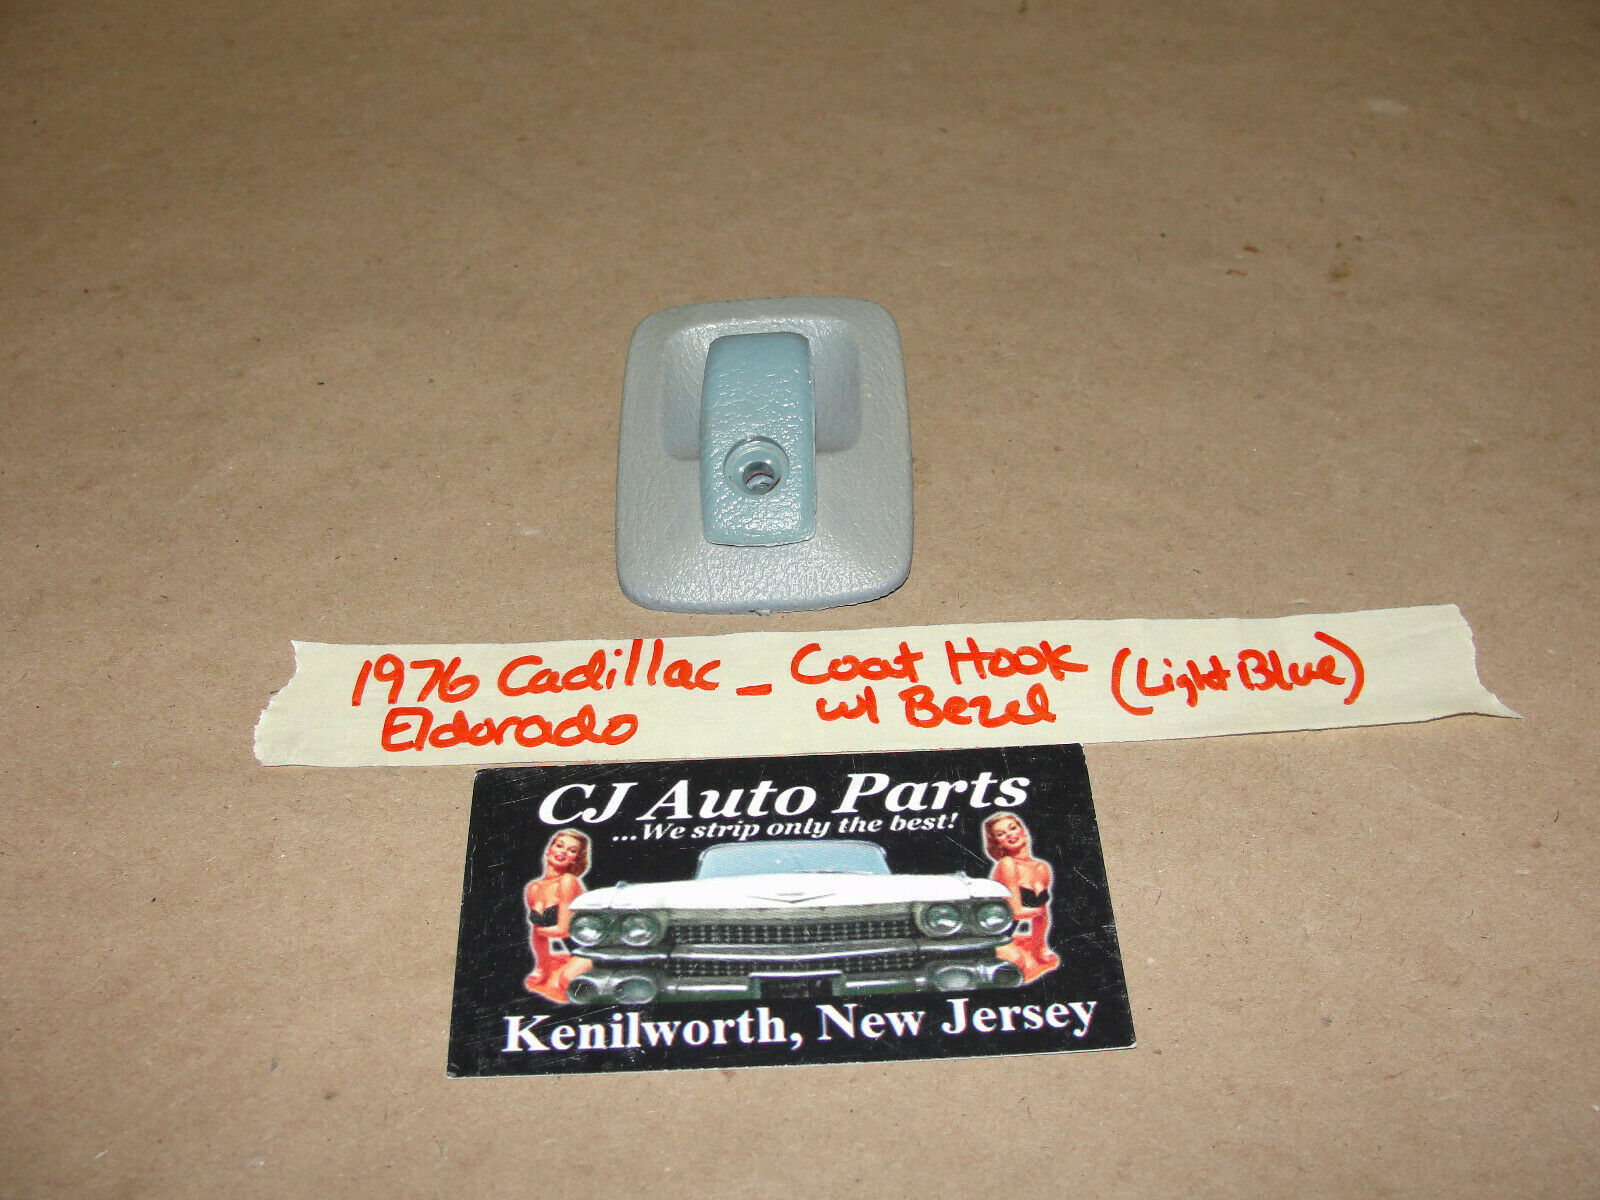 1976 Cadillac - Coat Hook (Light Blue)
Eldorado w/ Bezel
CJ Auto Parts
...We strip only the best!
Kenilworth, New Jersey